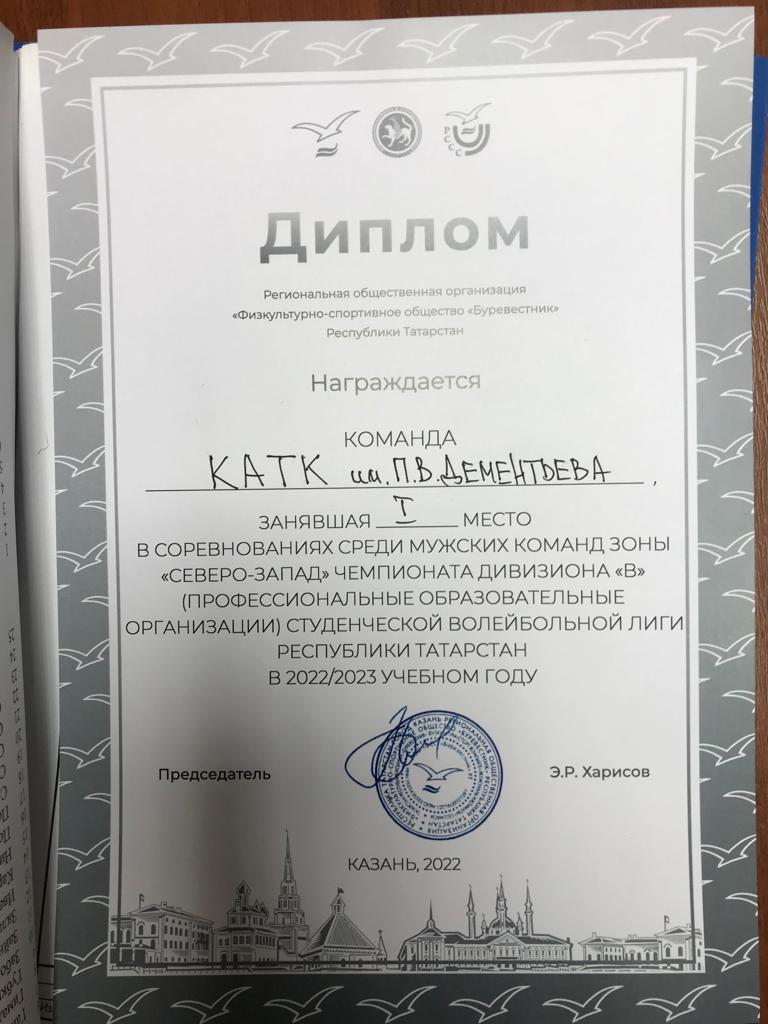 РССС
Диплом
Региональная общественная организация
«Физкультурно-спортивное общество «Буревестник»
Республики Татарстан
Награждается
КОМАНДА
КАТК им. П.В. ДЕМЕНТЬЕВА,
ЗАНЯВШАЯ I МЕСТО
В СОРЕВНОВАНИЯХ СРЕДИ МУЖСКИХ КОМАНД ЗОНЫ
«СЕВЕРО-ЗАПАД» ЧЕМПИОНАТА ДИВИЗИОНА «В»
(ПРОФЕССИОНАЛЬНЫЕ ОБРАЗОВАТЕЛЬНЫЕ
ОРГАНИЗАЦИИ) СТУДЕНЧЕСКОЙ ВОЛЕЙБОЛЬНОЙ ЛИГИ
РЕСПУБЛИКИ ТАТАРСТАН
В 2022/2023 УЧЕБНОМ ГОДУ
Председатель
Э.Р. Харисов
КАЗАНЬ, 2022